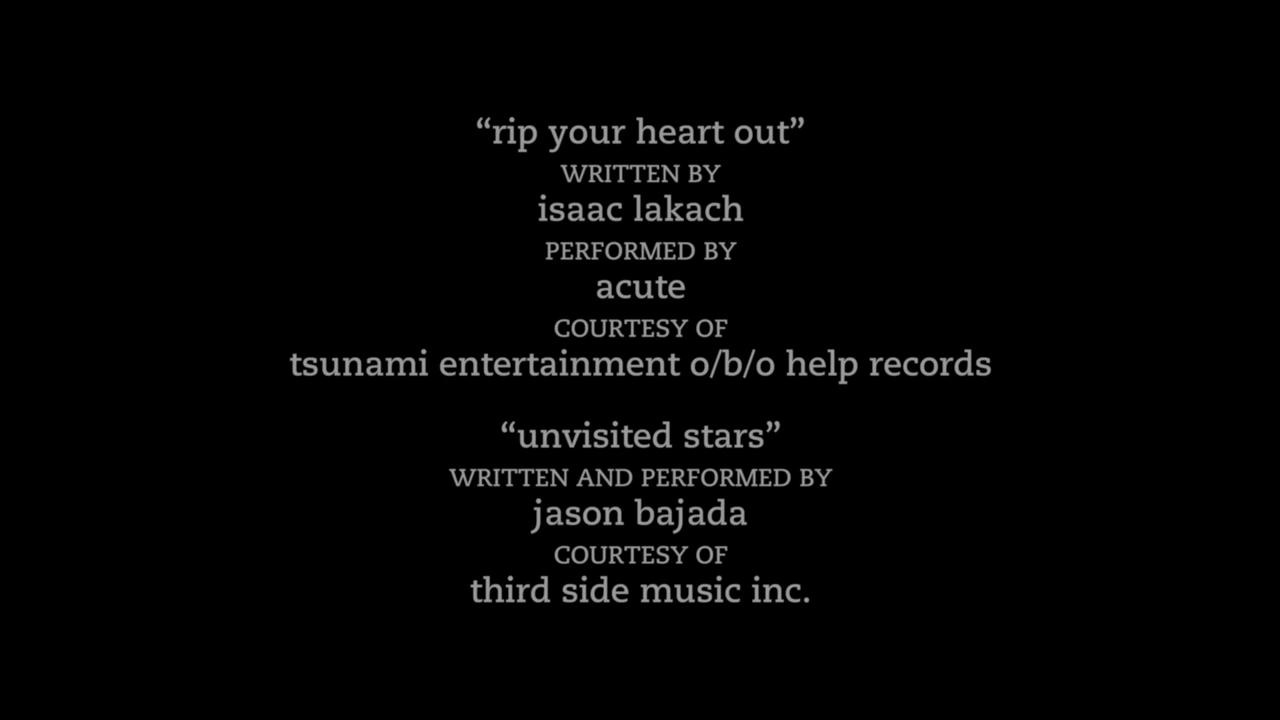 “rip your heart out”
WRITTEN BY
isaac lakach
PERFORMED BY
acute
COURTESY OF
tsunami entertainment o/b/o help records
“unvisited stars”
WRITTEN AND PERFORMED BY
jason bajada
COURTESY OF
third side music inc.